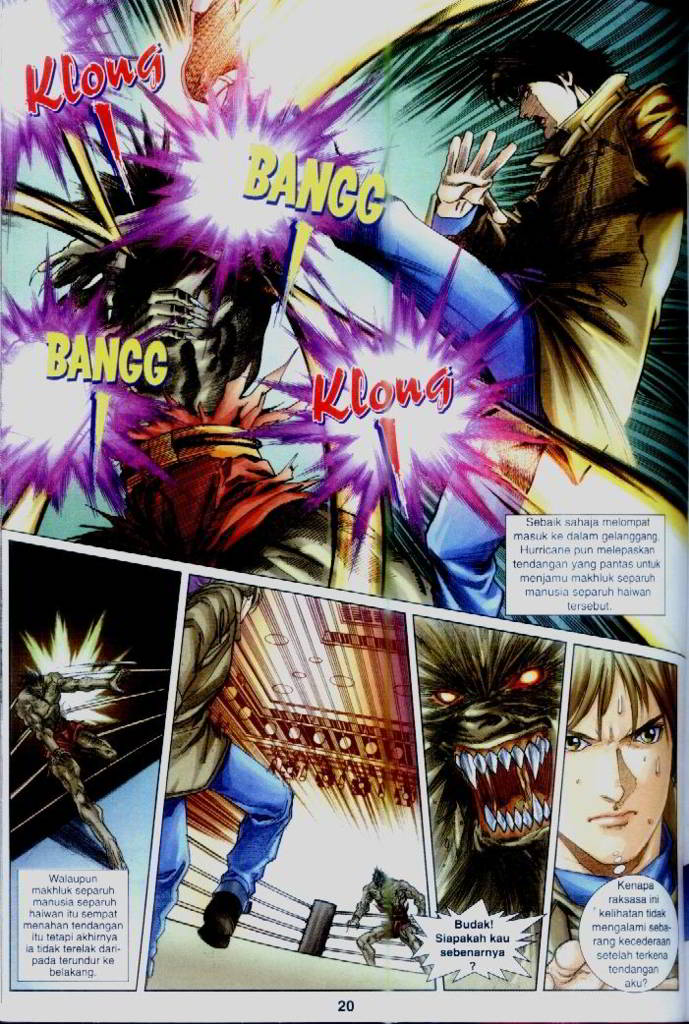 Klong
!
BANGG
!
BANGG
!
Klong
!
Sebaik sahaja melompat
masuk ke dalam gelanggang,
Hurricane pun melepaskan
tendangan yang pantas untuk
menjamu makhluk separuh
manusia separuh haiwan
tersebut.
Walaupun
makhluk separuh
manusia separuh
haiwan itu sempat
menahan tendangan
itu tetapi akhirnya
ia tidak terelak dari-
pada terundur ke
belakang.
Budak!
Siapakah kau
sebenarnya
?
Kenapa
raksasa ini
kelihatan tidak
mengalami seba-
rang kecederaan
setelah terkena
tendangan
aku?
20